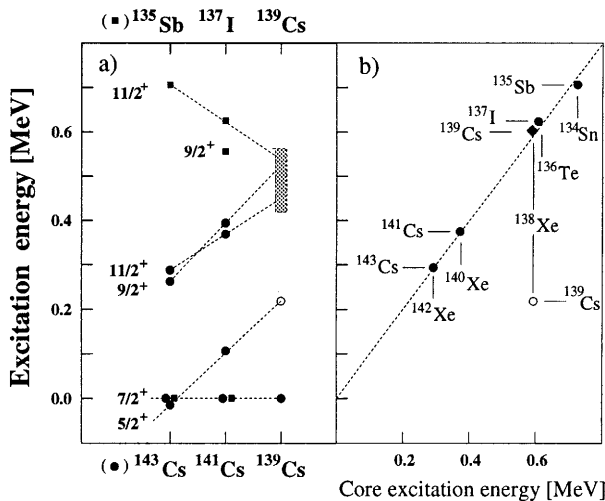 (■) ¹³⁵Sb ¹³⁷I ¹³⁹Cs
a)
b)
Excitation energy [MeV]
0.6
0.4
0.2
0.0
11/2⁺
9/2⁺
11/2⁺
9/2⁺
7/2⁺
5/2⁺
¹³⁵Sb
¹³⁷I
¹³⁴Sn
¹³⁹Cs
¹³⁶Te
¹³⁸Xe
¹⁴¹Cs
¹⁴³Cs
¹⁴⁰Xe
¹³⁹Cs
¹⁴²Xe
(●) ¹⁴³Cs ¹⁴¹Cs ¹³⁹Cs
0.2 0.4 0.6
Core excitation energy [MeV]